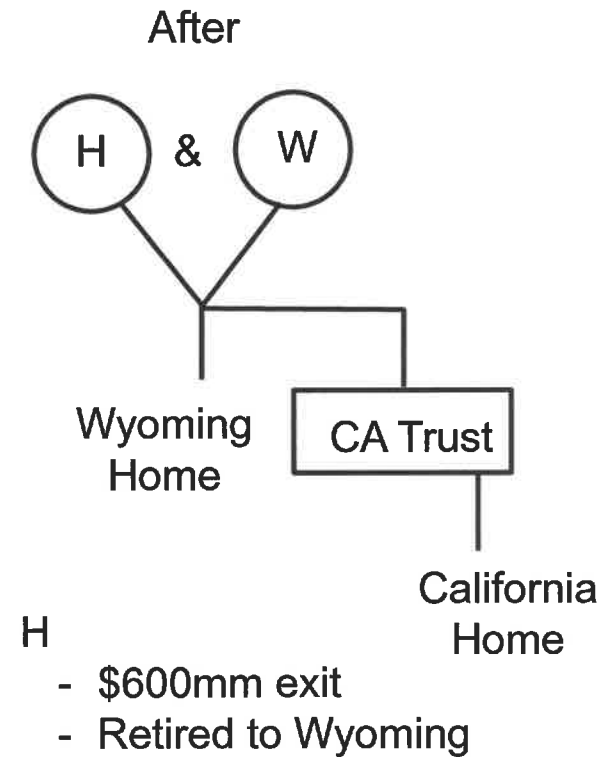 After
H & W
Wyoming
Home
CA Trust
California
Home
H
- $600mm exit
- Retired to Wyoming